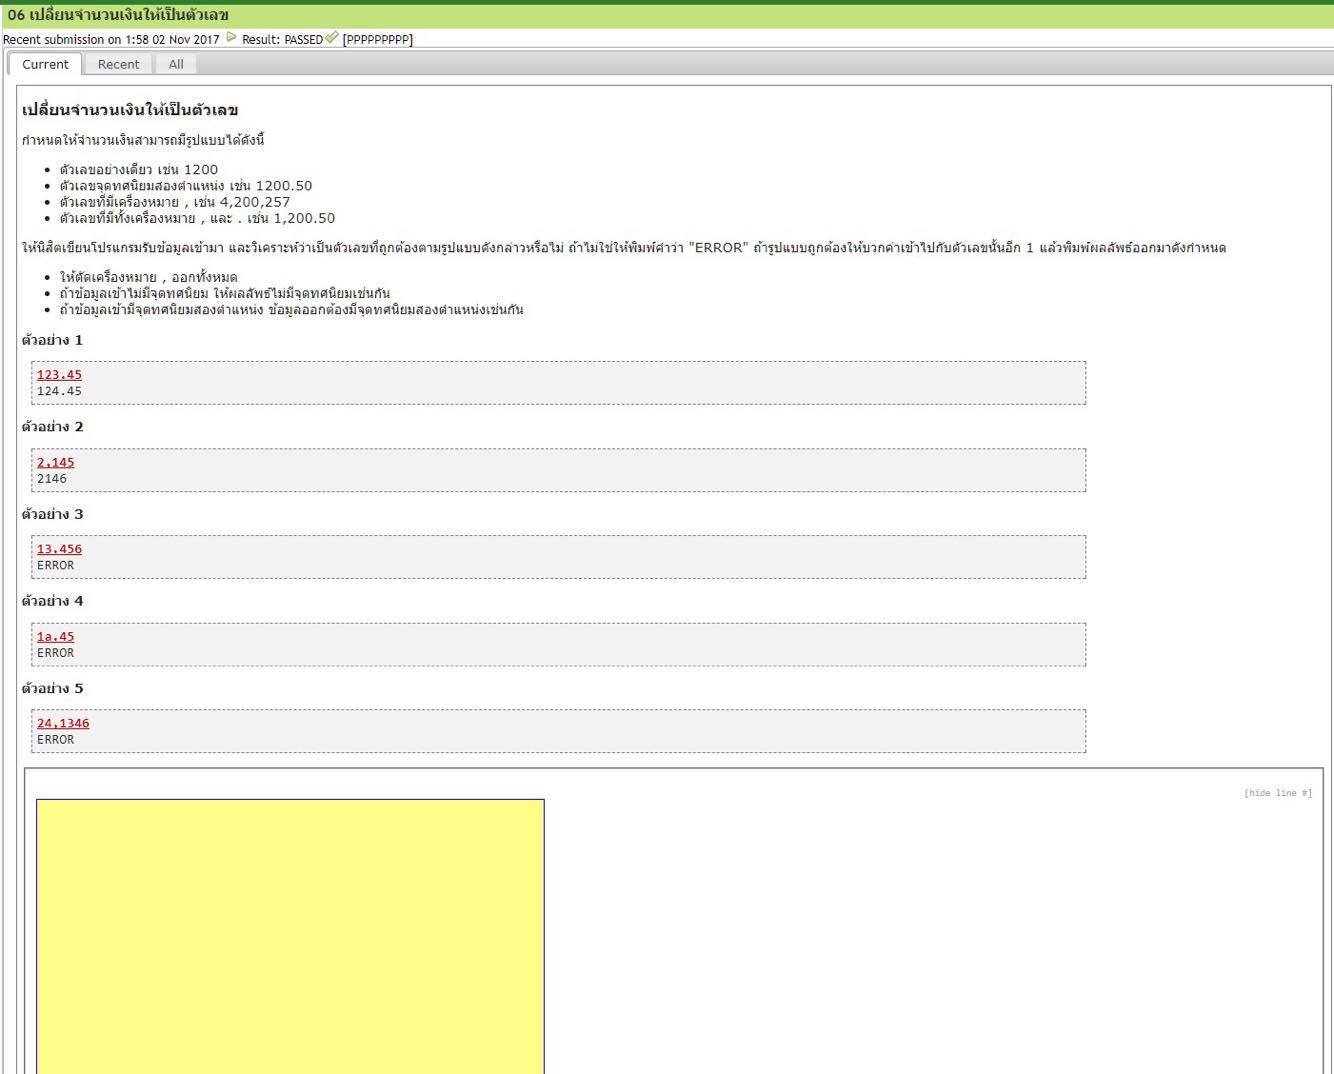 06 เปลี่ยนจำนวนเงินให้เป็นตัวเลข
Recent submission on 1:58 02 Nov 2017 Result: PASSED [PPPPPPPPP]
Current Recent All
เปลี่ยนจำนวนเงินให้เป็นตัวเลข
กำหนดให้จำนวนเงินสามารถมีรูปแบบได้ดังนี้
• ตัวเลขอย่างเดียว เช่น 1200
• ตัวเลขจุดทศนิยมสองตำแหน่ง เช่น 1200.50
• ตัวเลขที่มีเครื่องหมาย , เช่น 4,200,257
• ตัวเลขที่มีทั้งเครื่องหมาย , และ . เช่น 1,200.50
ให้นิสิตเขียนโปรแกรมรับข้อมูลเข้ามา และวิเคราะห์ว่าเป็นตัวเลขที่ถูกต้องตามรูปแบบดังกล่าวหรือไม่ ถ้าไม่ใช่ให้พิมพ์คำว่า "ERROR" ถ้ารูปแบบถูกต้องให้บวกค่าเข้าไปกับตัวเลขนั้นอีก 1 แล้วพิมพ์ผลลัพธ์ออกมาดังกำหนด
• ให้ตัดเครื่องหมาย , ออกทั้งหมด
• ถ้าข้อมูลเข้าไม่มีจุดทศนิยม ให้ผลลัพธ์ไม่มีจุดทศนิยมเช่นกัน
• ถ้าข้อมูลเข้ามีจุดทศนิยมสองตำแหน่ง ข้อมูลออกต้องมีจุดทศนิยมสองตำแหน่งเช่นกัน
ตัวอย่าง 1
123.45
124.45
ตัวอย่าง 2
2,145
2146
ตัวอย่าง 3
13.456
ERROR
ตัวอย่าง 4
1a.45
ERROR
ตัวอย่าง 5
24,1346
ERROR
[hide line #]